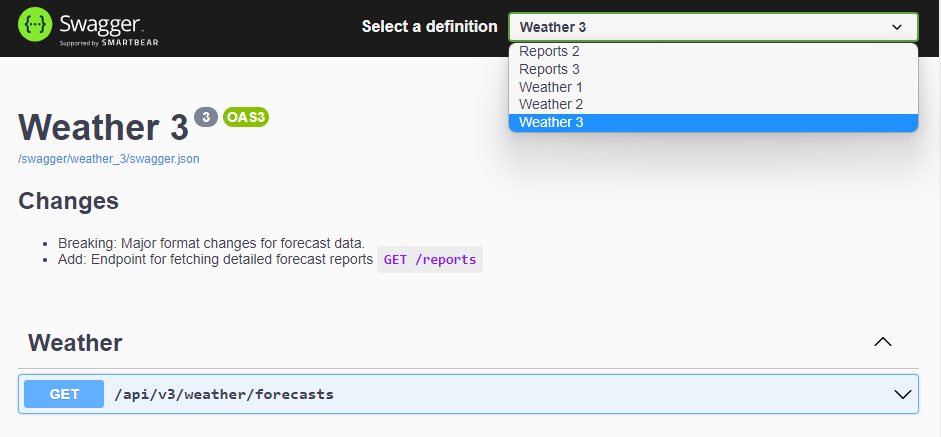 Swagger
Supported by SMARTBEAR
Select a definition
Weather 3
Reports 2
Reports 3
Weather 1
Weather 2
Weather 3
Weather 3 3 OAS3
/swagger/weather_3/swagger.json
Changes
Breaking: Major format changes for forecast data.
Add: Endpoint for fetching detailed forecast reports GET /reports
Weather
GET /api/v3/weather/forecasts